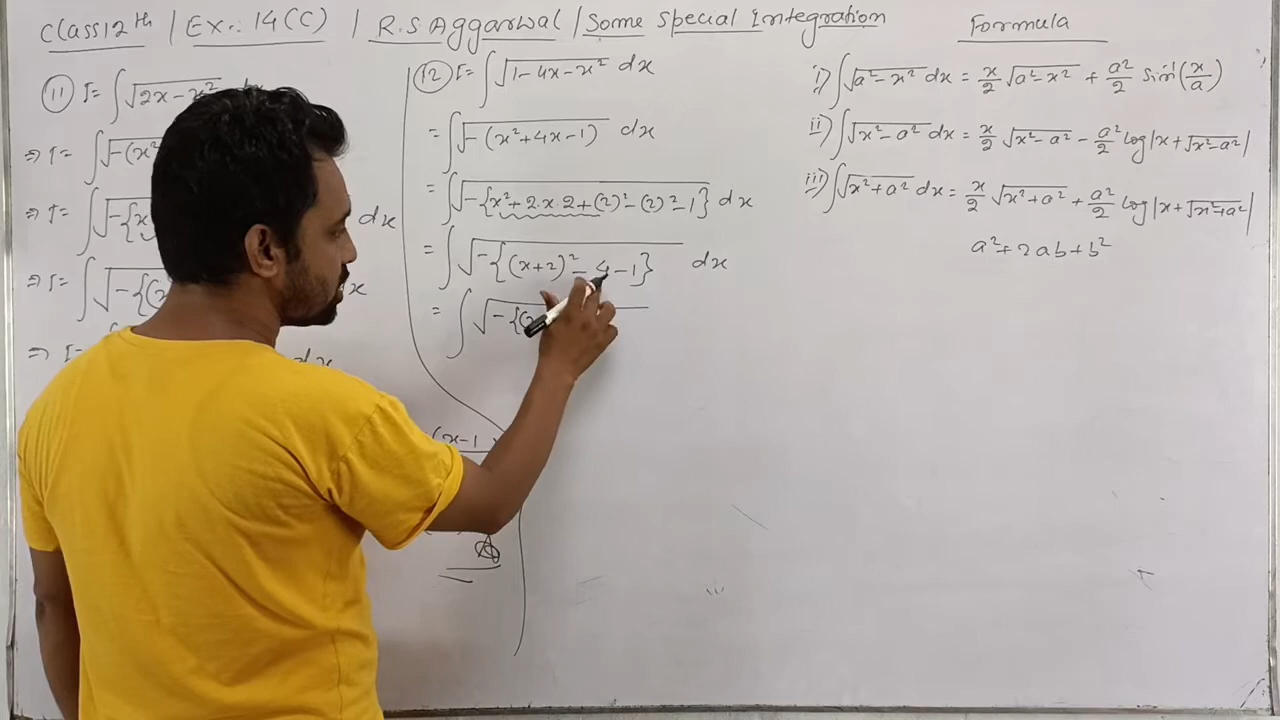 Class 12th | Ex.: 14(C) | R.S Aggarwal | Some Special Integration
(11) I= ∫√2x-x² dx
⇒ I= ∫√-(x²
⇒ I= ∫√-{x dx
⇒ I= ∫√-{(x
⇒ I= dx
(x-1
(12) I= ∫√1-4x-x² dx
= ∫√-(x²+4x-1) dx
= ∫√-{x²+2×x×2+(2)²-(2)²-1} dx
= ∫√-{(x+2)²-4-1} dx
= ∫√-{(x
Formula
i) ∫√a²-x² dx = x/2 √a²-x² + a²/2 Sin⁻¹(x/a)
ii) ∫√x²-a² dx = x/2 √x²-a² - a²/2 log|x+√x²-a²|
iii) ∫√x²+a² dx = x/2 √x²+a² + a²/2 log|x+√x²+a²|
a²+2ab+b²